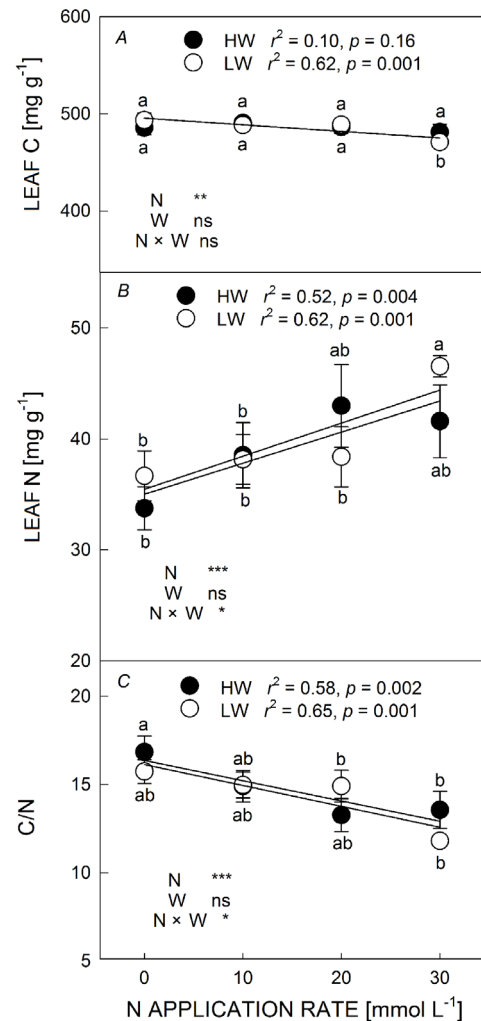 600
A
HW r² = 0.10, p = 0.16
LW r² = 0.62, p = 0.001
a a a a
500
a a a b
400
LEAF C [mg g⁻¹]
N **
W ns
N × W ns
B
HW r² = 0.52, p = 0.004
LW r² = 0.62, p = 0.001
50
40
30
20
LEAF N [mg g⁻¹]
b b ab a
b b b ab
N ***
W ns
N × W *
C
HW r² = 0.58, p = 0.002
LW r² = 0.65, p = 0.001
20
15
10
5
C/N
a ab b b
ab ab ab b
N ***
W ns
N × W *
0 10 20 30
N APPLICATION RATE [mmol L⁻¹]